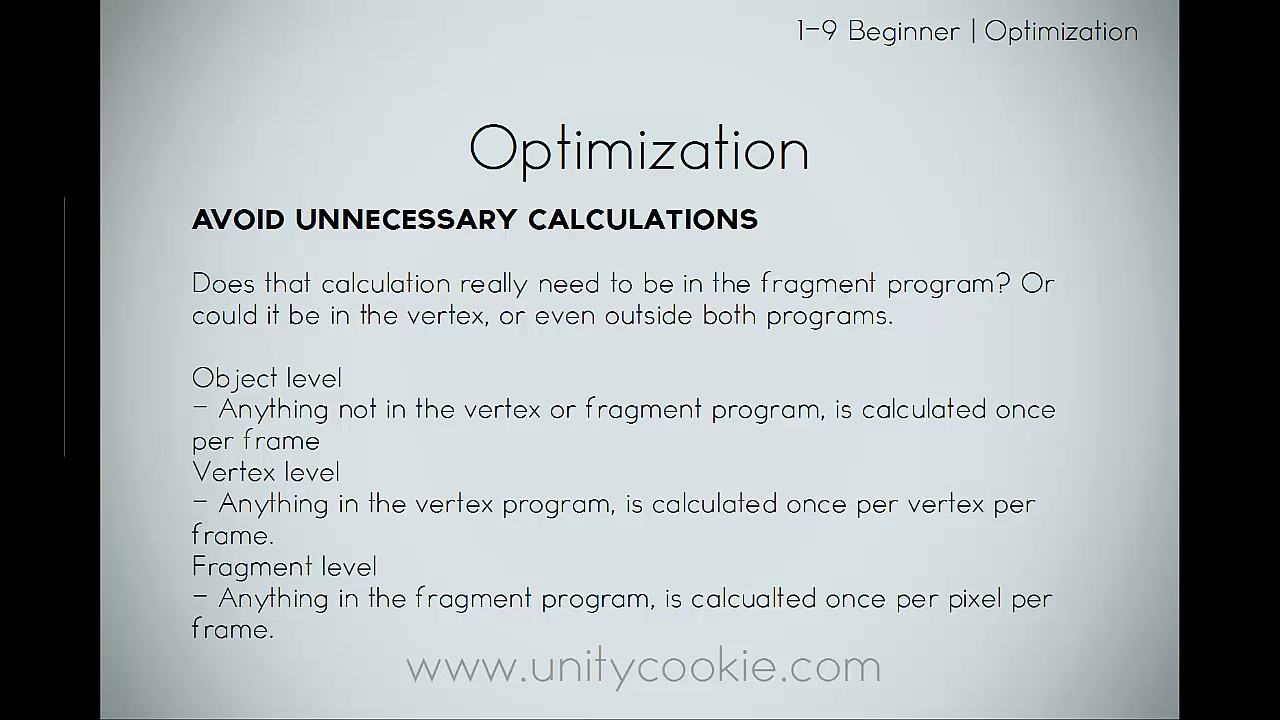 1-9 Beginner | Optimization
Optimization
AVOID UNNECESSARY CALCULATIONS
Does that calculation really need to be in the fragment program? Or
could it be in the vertex, or even outside both programs.
Object level
- Anything not in the vertex or fragment program, is calculated once
per frame
Vertex level
- Anything in the vertex program, is calculated once per vertex per
frame.
Fragment level
- Anything in the fragment program, is calcualted once per pixel per
frame.
www.unitycookie.com